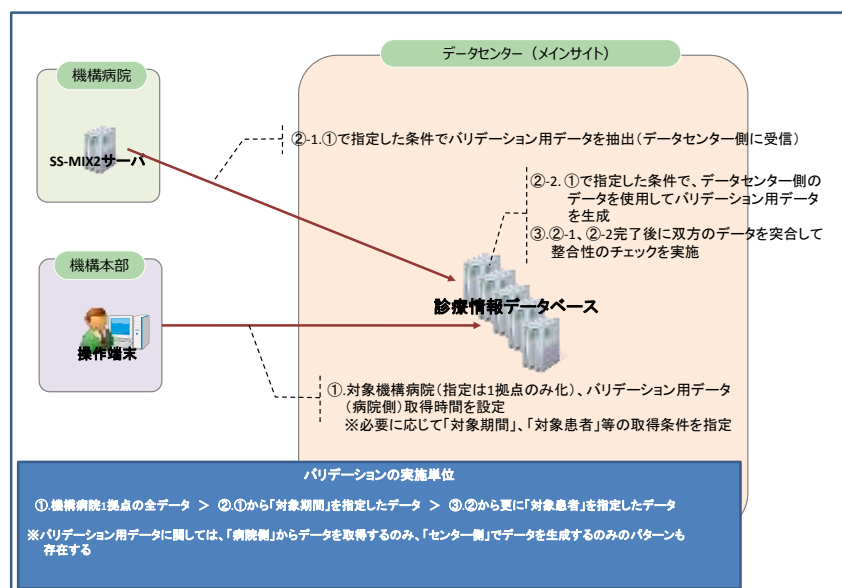 データセンター（メインサイト）
機構病院
SS-MIX2サーバ
②-1.①で指定した条件でバリデーション用データを抽出（データセンター側に受信）
②-2.①で指定した条件で、データセンター側の
データを使用してバリデーション用データ
を生成
③.②-1、②-2完了後に双方のデータを突合して
整合性のチェックを実施
機構本部
操作端末
診療情報データベース
①.対象機構病院（指定は1拠点のみ化）、バリデーション用データ
（病院側）取得時間を設定
※必要に応じて「対象期間」、「対象患者」等の取得条件を指定
バリデーションの実施単位
①.機構病院1拠点の全データ ＞ ②.①から「対象期間」を指定したデータ ＞ ③.②から更に「対象患者」を指定したデータ
※バリデーション用データに関しては、「病院側」からデータを取得するのみ、「センター側」でデータを生成するのみのパターンも
存在する